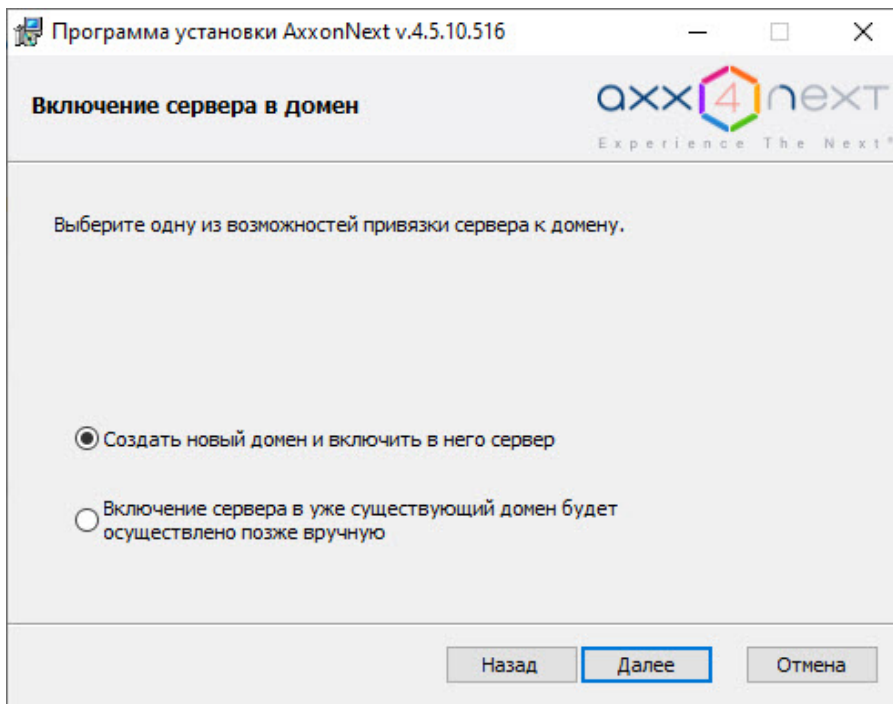 Программа установки AxxonNext v.4.5.10.516
Включение сервера в домен
axx4next
Experience The Next
Выберите одну из возможностей привязки сервера к домену.
Создать новый домен и включить в него сервер
Включение сервера в уже существующий домен будет
осуществлено позже вручную
Назад
Далее
Отмена